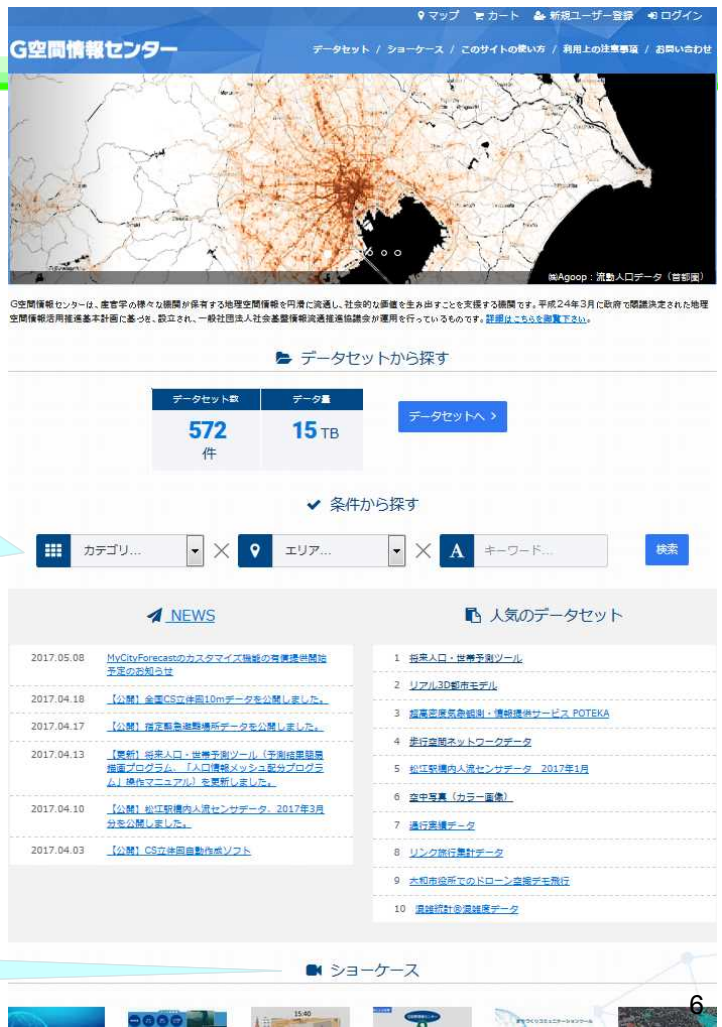 マップ カート 新規ユーザー登録 ログイン
G空間情報センター
データセット / ショーケース / このサイトの使い方 / 利用上の注意事項 / お問い合わせ
㈱Agoop：流動人口データ（首都圏）
G空間情報センターは、産官学の様々な機関が保有する地理空間情報を円滑に流通し、社会的な価値を生み出すことを支援する機関です。平成24年3月に政府で閣議決定された地理
空間情報活用推進基本計画に基づき、設立され、一般社団法人社会基盤情報流通推進協議会が運用を行っているものです。詳細はこちらを御覧下さい。
データセットから探す
データセット数 データ量
572 15 TB
件
データセットへ >
条件から探す
カテゴリ... エリア... A キーワード... 検索
NEWS
2017.05.08 MyCityForecastのカスタマイズ機能の有償提供開始
予定のお知らせ
2017.04.18 【公開】全国CS立体図10mデータを公開しました。
2017.04.17 【公開】指定緊急避難場所データを公開しました。
2017.04.13 【更新】将来人口・世帯予測ツール（予測結果簡易
描画プログラム、「人口情報メッシュ配分プログラ
ム」操作マニュアル）を更新しました。
2017.04.10 【公開】松江駅構内人流センサデータ、2017年3月
分を公開しました。
2017.04.03 【公開】CS立体図自動作成ソフト
人気のデータセット
1 将来人口・世帯予測ツール
2 リアル3D都市モデル
3 超高密度気象観測・情報提供サービス POTEKA
4 歩行空間ネットワークデータ
5 松江駅構内人流センサデータ 2017年1月
6 空中写真（カラー画像）
7 通行実績データ
8 リンク旅行集計データ
9 大和市役所でのドローン空撮デモ飛行
10 混雑統計®混雑度データ
ショーケース
15:40
6